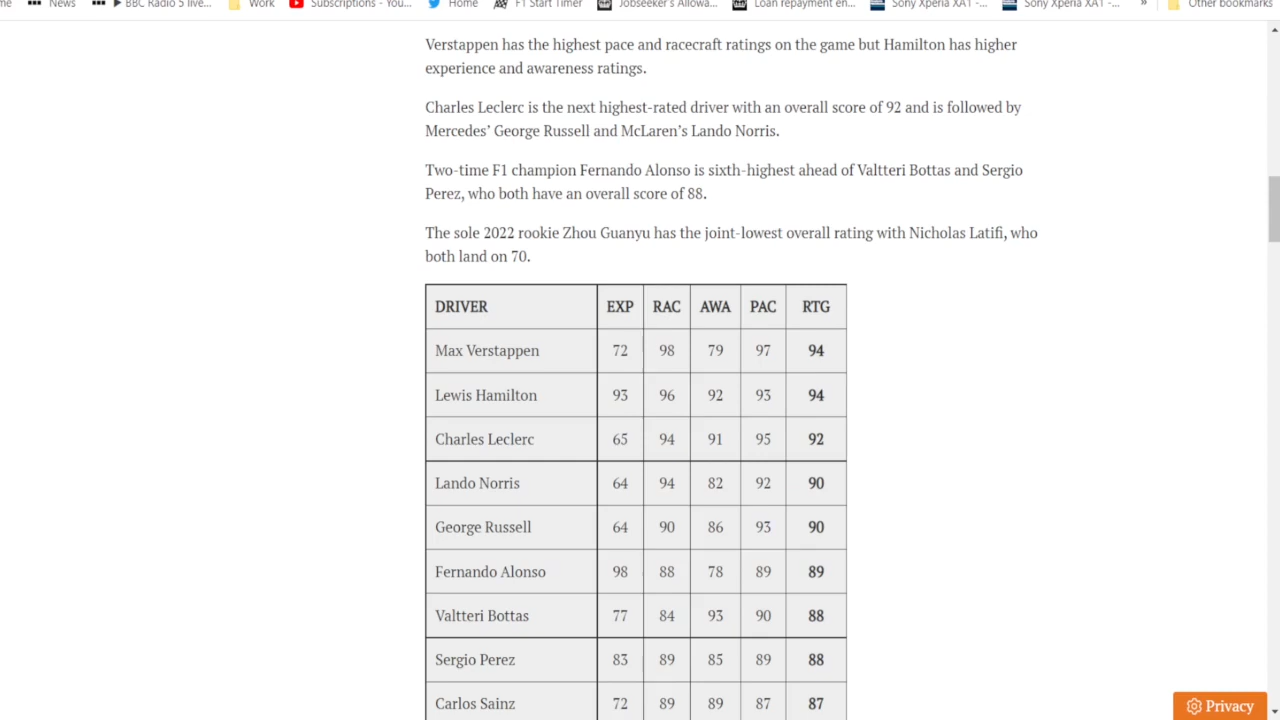 me News BBC Radio 5 live... Work Subscriptions - You... Home F1 Start Timer Jobseeker's Allowa... Loan repayment en... Sony Xperia XA1 -... Sony Xperia XA1 -... » Other bookmarks
Verstappen has the highest pace and racecraft ratings on the game but Hamilton has higher
experience and awareness ratings.
Charles Leclerc is the next highest-rated driver with an overall score of 92 and is followed by
Mercedes’ George Russell and McLaren’s Lando Norris.
Two-time F1 champion Fernando Alonso is sixth-highest ahead of Valtteri Bottas and Sergio
Perez, who both have an overall score of 88.
The sole 2022 rookie Zhou Guanyu has the joint-lowest overall rating with Nicholas Latifi, who
both land on 70.
DRIVER EXP RAC AWA PAC RTG
Max Verstappen 72 98 79 97 94
Lewis Hamilton 93 96 92 93 94
Charles Leclerc 65 94 91 95 92
Lando Norris 64 94 82 92 90
George Russell 64 90 86 93 90
Fernando Alonso 98 88 78 89 89
Valtteri Bottas 77 84 93 90 88
Sergio Perez 83 89 85 89 88
Carlos Sainz 72 89 89 87 87
Privacy